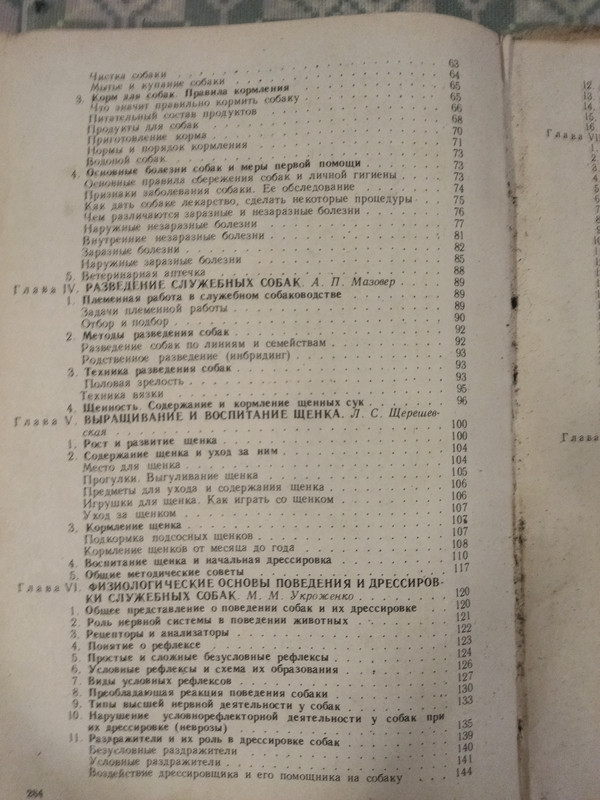 Чистка собаки . . . 63
Мытье и купание собаки . . . 64
3. Корм для собак. Правила кормления . . . 65
Что значит правильно кормить собаку . . . 65
Питательный состав продуктов . . . 66
Продукты для собак . . . 68
Приготовление корма . . . 70
Нормы и порядок кормления . . . 71
Водопой собак . . . 73
4. Основные болезни собак и меры первой помощи . . . 73
Основные правила сбережения собак и личной гигиены . . . 73
Признаки заболевания собаки. Ее обследование . . . 74
Как дать собаке лекарство, сделать некоторые процедуры . . . 75
Чем различаются заразные и незаразные болезни . . . 76
Наружные незаразные болезни . . . 77
Внутренние незаразные болезни . . . 81
Заразные болезни . . . 82
Наружные заразные болезни . . . 85
5. Ветеринарная аптечка . . . 88
Глава IV. РАЗВЕДЕНИЕ СЛУЖЕБНЫХ СОБАК. А. П. Мазовер . . . 89
1. Племенная работа в служебном собаководстве . . . 89
Задачи племенной работы . . . 89
Отбор и подбор . . . 90
2. Методы разведения собак . . . 92
Разведение собак по линиям и семействам . . . 92
Родственное разведение (инбридинг) . . . 93
3. Техника разведения собак . . . 93
Половая зрелость . . . 93
Техника вязки . . . 95
4. Щенность. Содержание и кормление щенных сук . . . 96
Глава V. ВЫРАЩИВАНИЕ И ВОСПИТАНИЕ ЩЕНКА. Л. С. Щерешев-
ская . . . 100
1. Рост и развитие щенка . . . 100
2. Содержание щенка и уход за ним . . . 104
Место для щенка . . . 104
Прогулки. Выгуливание щенка . . . 105
Предметы для ухода и содержания щенка . . . 106
Игрушки для щенка. Как играть со щенком . . . 106
Уход за щенком . . . 107
3. Кормление щенка . . . 107
Подкормка подсосных щенков . . . 107
Кормление щенков от месяца до года . . . 108
4. Воспитание щенка и начальная дрессировка . . . 110
5. Общие методические советы . . . 117
Глава VI. ФИЗИОЛОГИЧЕСКИЕ ОСНОВЫ ПОВЕДЕНИЯ И ДРЕССИРОВ-
КИ СЛУЖЕБНЫХ СОБАК. М. М. Укроженко . . . 120
1. Общее представление о поведении собак и их дрессировке . . . 120
2. Роль нервной системы в поведении животных . . . 121
3. Рецепторы и анализаторы . . . 122
4. Понятие о рефлексе . . . 123
5. Простые и сложные безусловные рефлексы . . . 124
6. Условные рефлексы и схема их образования . . . 126
7. Виды условных рефлексов . . . 127
8. Преобладающая реакция поведения собаки . . . 130
9. Типы высшей нервной деятельности у собак . . . 133
10. Нарушение условнорефлекторной деятельности у собак при
их дрессировке (неврозы) . . . 135
11. Раздражители и их роль в дрессировке собак . . . 139
Безусловные раздражители . . . 140
Условные раздражители . . . 141
Воздействие дрессировщика и его помощника на собаку . . . 144
284
12.
13.
14.
15.
16.
Глава VI
Глава